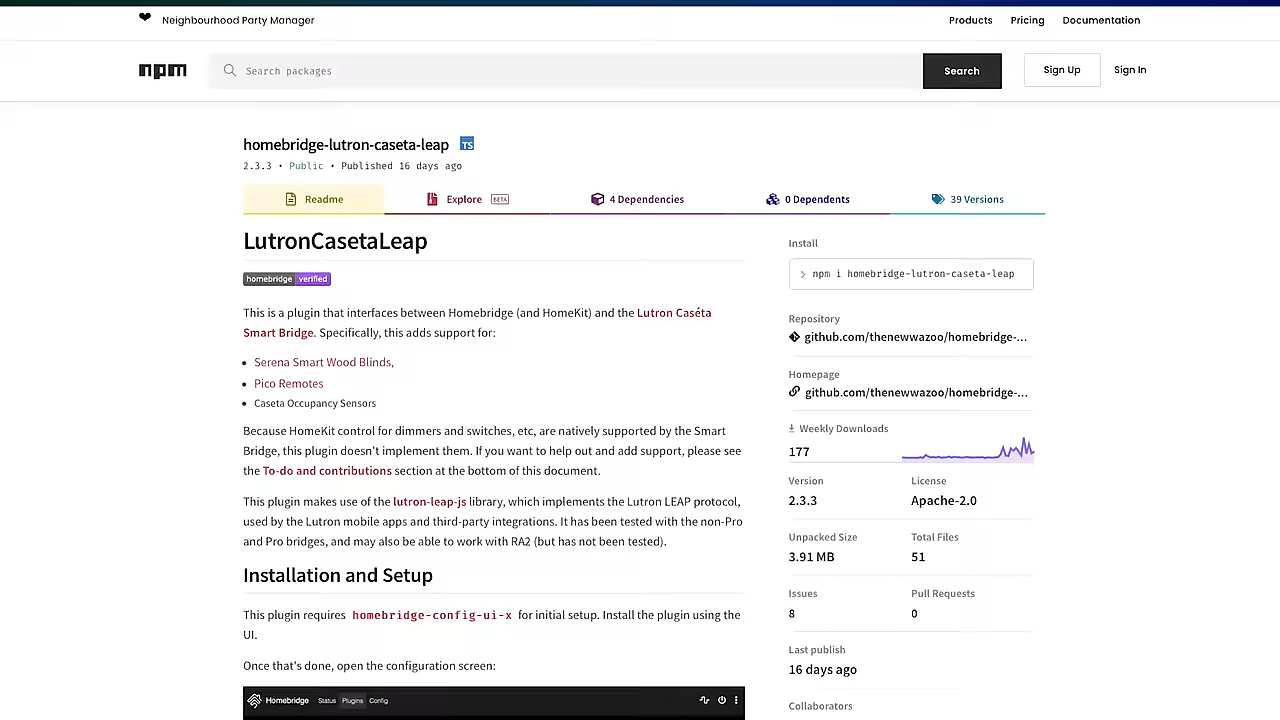 ❤ Neighbourhood Party Manager
Products Pricing Documentation
npm
Search packages
Search
Sign Up
Sign In
homebridge-lutron-caseta-leap TS
2.3.3 • Public • Published 16 days ago
Readme
Explore BETA
4 Dependencies
0 Dependents
39 Versions
LutronCasetaLeap
homebridge verified
This is a plugin that interfaces between Homebridge (and HomeKit) and the Lutron Caséta
Smart Bridge. Specifically, this adds support for:
• Serena Smart Wood Blinds,
• Pico Remotes
• Caseta Occupancy Sensors
Because HomeKit control for dimmers and switches, etc, are natively supported by the Smart
Bridge, this plugin doesn't implement them. If you want to help out and add support, please see
the To-do and contributions section at the bottom of this document.
This plugin makes use of the lutron-leap-js library, which implements the Lutron LEAP protocol,
used by the Lutron mobile apps and third-party integrations. It has been tested with the non-Pro
and Pro bridges, and may also be able to work with RA2 (but has not been tested).
Installation and Setup
This plugin requires homebridge-config-ui-x for initial setup. Install the plugin using the
UI.
Once that's done, open the configuration screen:
Homebridge Status Plugins Config
Install
> npm i homebridge-lutron-caseta-leap
Repository
github.com/thenewwazoo/homebridge-...
Homepage
github.com/thenewwazoo/homebridge-...
Weekly Downloads
177
Version License
2.3.3 Apache-2.0
Unpacked Size Total Files
3.91 MB 51
Issues Pull Requests
8 0
Last publish
16 days ago
Collaborators